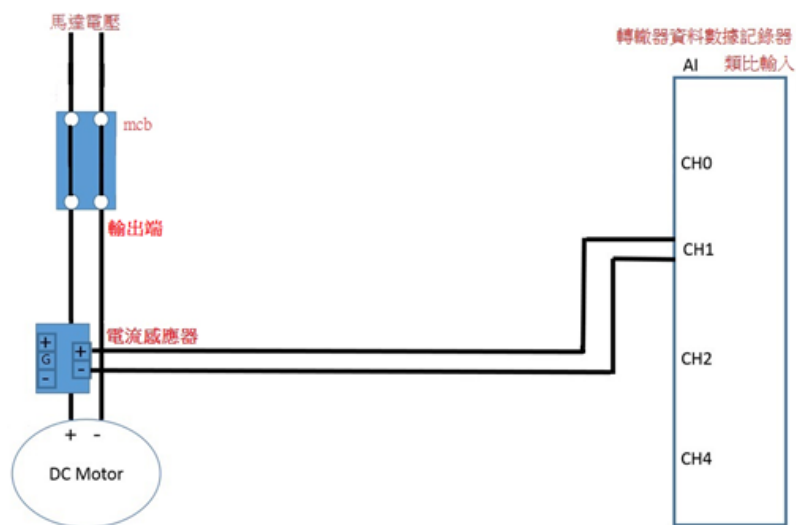 馬達電壓
轉轍器資料數據記錄器
AI 類比輸入
mcb
CH0
輸出端
CH1
電流感應器
+
G
-
+
-
CH2
+ -
DC Motor
CH4